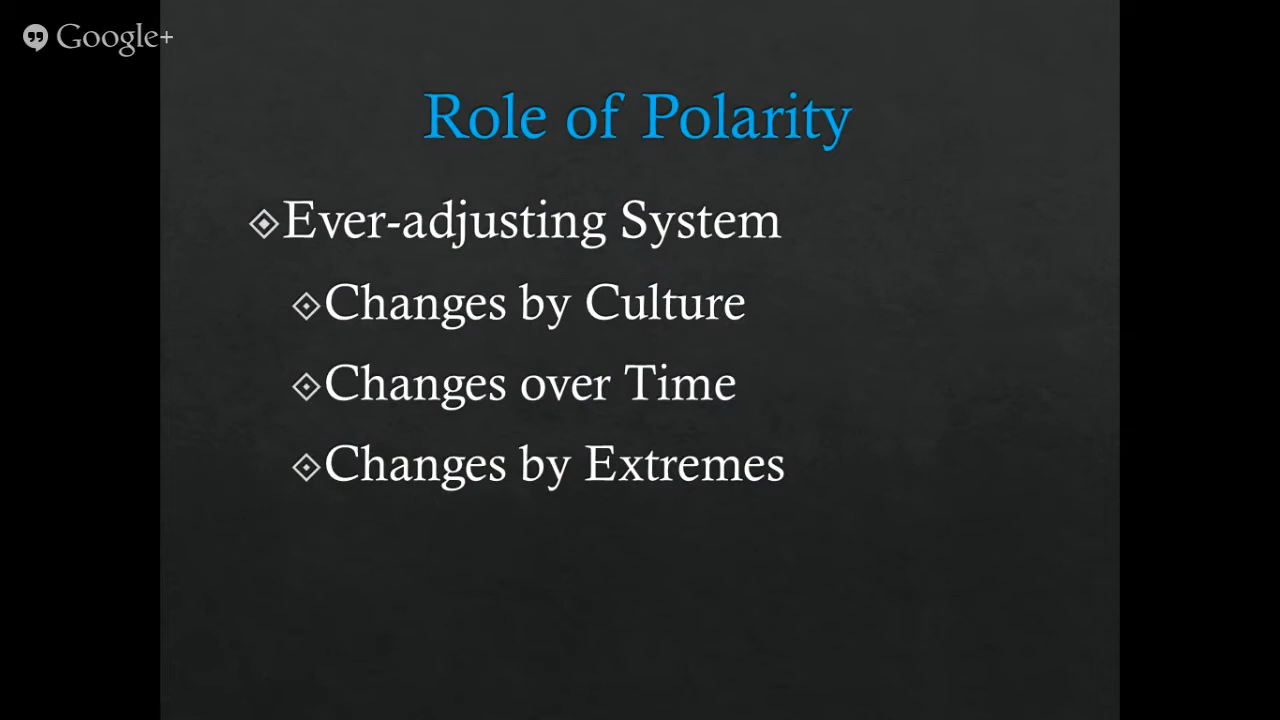 Google+
Role of Polarity
Ever-adjusting System
Changes by Culture
Changes over Time
Changes by Extremes